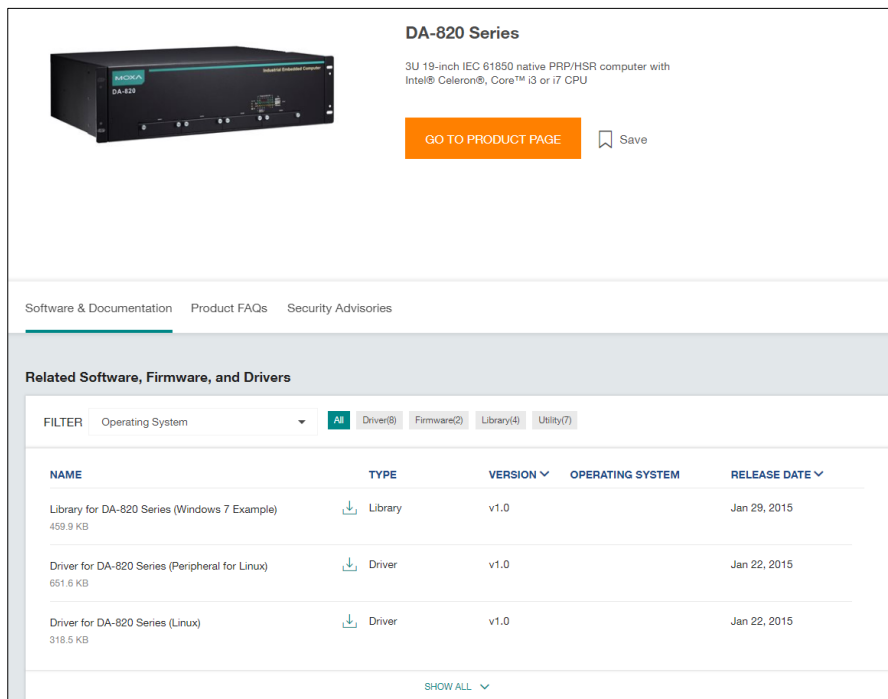 DA-820 Series
3U 19-inch IEC 61850 native PRP/HSR computer with
Intel® Celeron®, Core™ i3 or i7 CPU
MOXA
Industrial Embedded Computer
DA-820
GO TO PRODUCT PAGE
Save
Software & Documentation Product FAQs Security Advisories
Related Software, Firmware, and Drivers
FILTER Operating System All Driver(8) Firmware(2) Library(4) Utility(7)
NAME TYPE VERSION OPERATING SYSTEM RELEASE DATE
Library for DA-820 Series (Windows 7 Example) Library v1.0 Jan 29, 2015
459.9 KB
Driver for DA-820 Series (Peripheral for Linux) Driver v1.0 Jan 22, 2015
651.6 KB
Driver for DA-820 Series (Linux) Driver v1.0 Jan 22, 2015
318.5 KB
SHOW ALL